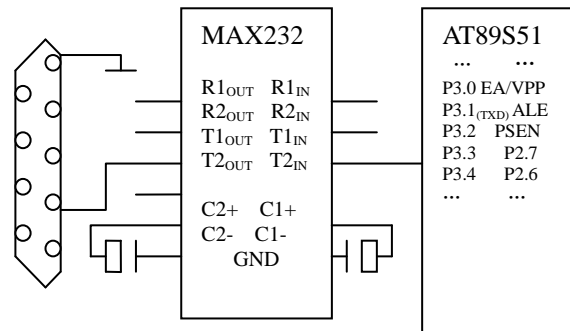 MAX232
R1OUT R1IN
R2OUT R2IN
T1OUT T1IN
T2OUT T2IN
C2+ C1+
C2- C1-
GND
AT89S51
... ...
P3.0 EA/VPP
P3.1(TXD) ALE
P3.2 PSEN
P3.3 P2.7
P3.4 P2.6
... ...